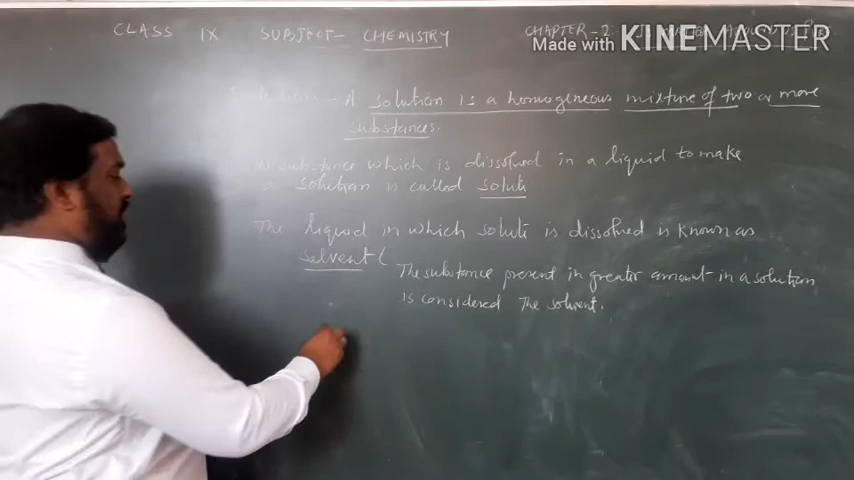 CLASS IX SUBJECT- CHEMISTRY CHAPTER-2
Made with KINEMASTER
- A solution is a homogeneous mixture of two or more
substances.
substance which is dissolved in a liquid to make
solution is called solute
The liquid in which solute is dissolved is known as
solvent (
The substance present in greater amount in a solution
is considered The solvent.